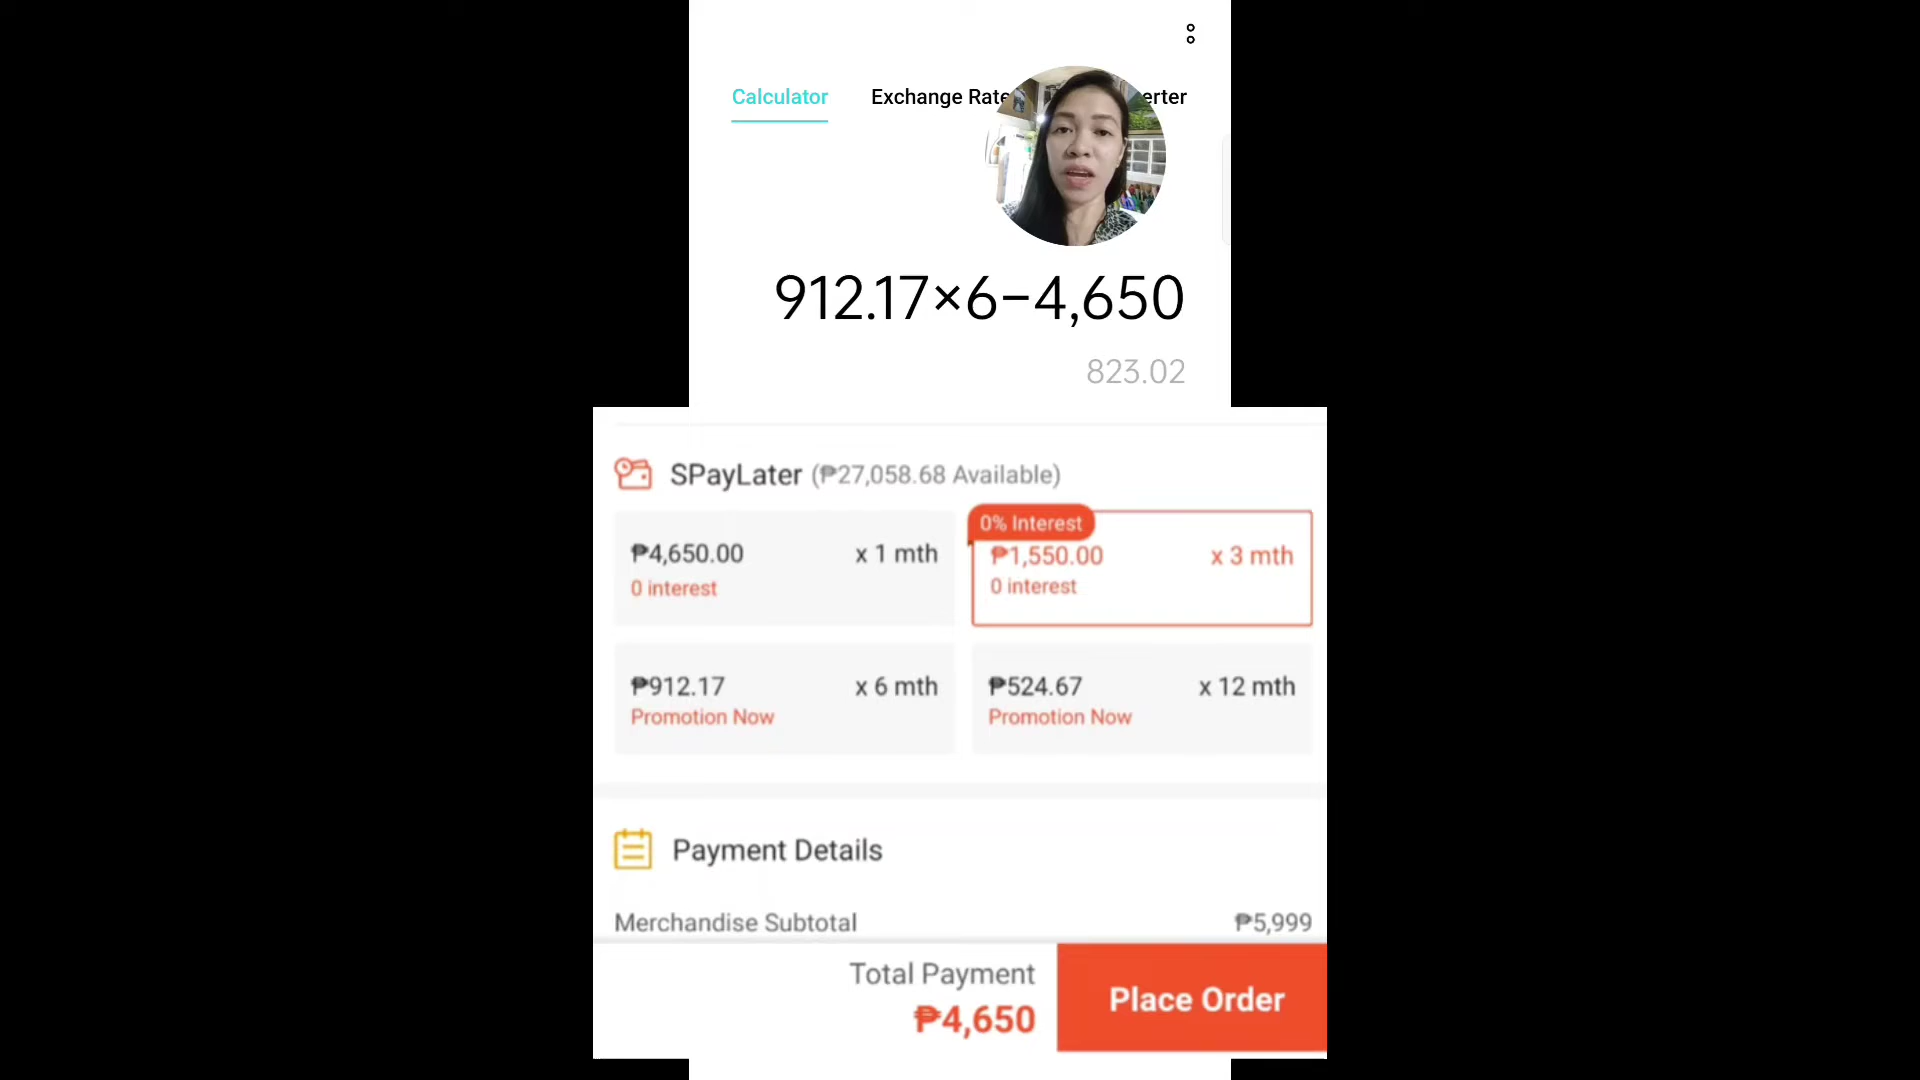 Calculator Exchange Rate erter
912.17×6−4,650
823.02
SPayLater (₱27,058.68 Available)
0% Interest
₱4,650.00 x 1 mth
0 interest
₱1,550.00 x 3 mth
0 interest
₱912.17 x 6 mth
Promotion Now
₱524.67 x 12 mth
Promotion Now
Payment Details
Merchandise Subtotal ₱5,999
Total Payment
₱4,650
Place Order